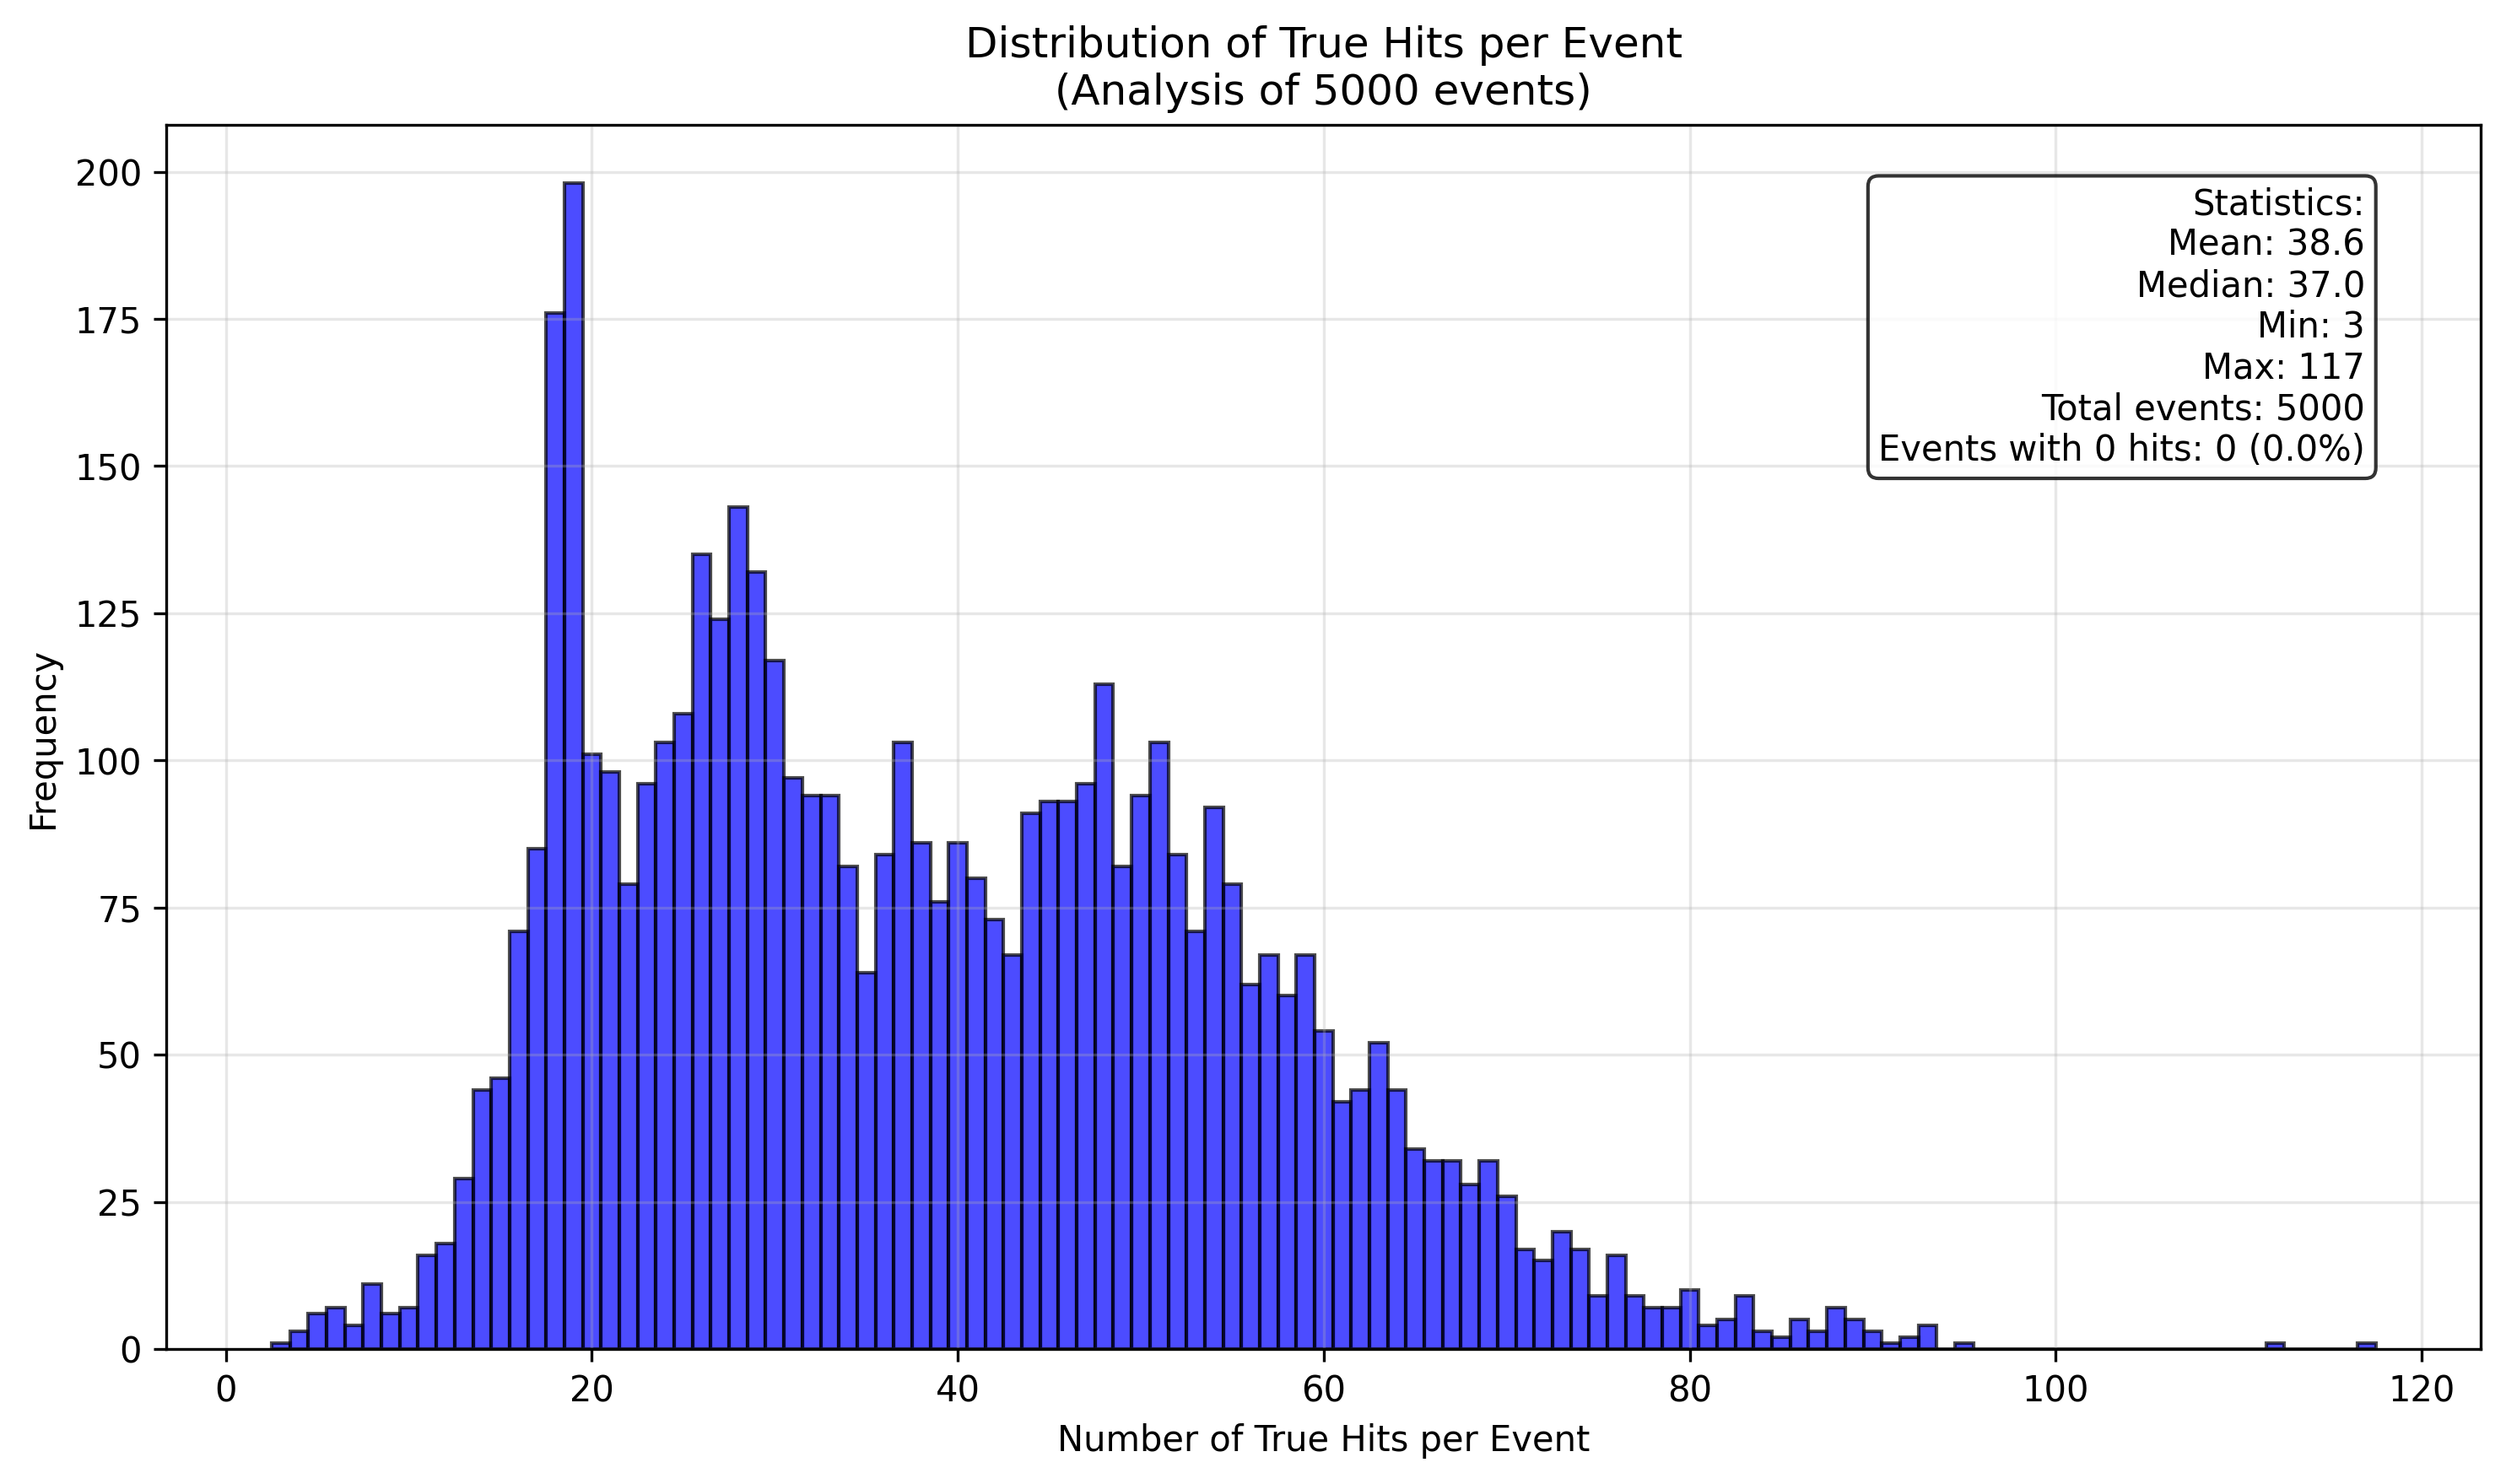 Distribution of True Hits per Event
(Analysis of 5000 events)
Frequency
200
175
150
125
100
75
50
25
0
Statistics:
Mean: 38.6
Median: 37.0
Min: 3
Max: 117
Total events: 5000
Events with 0 hits: 0 (0.0%)
0 20 40 60 80 100 120
Number of True Hits per Event